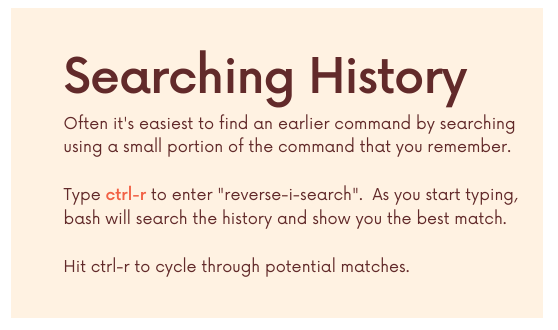 Searching History
Often it's easiest to find an earlier command by searching
using a small portion of the command that you remember.
Type ctrl-r to enter "reverse-i-search".  As you start typing,
bash will search the history and show you the best match.
Hit ctrl-r to cycle through potential matches.